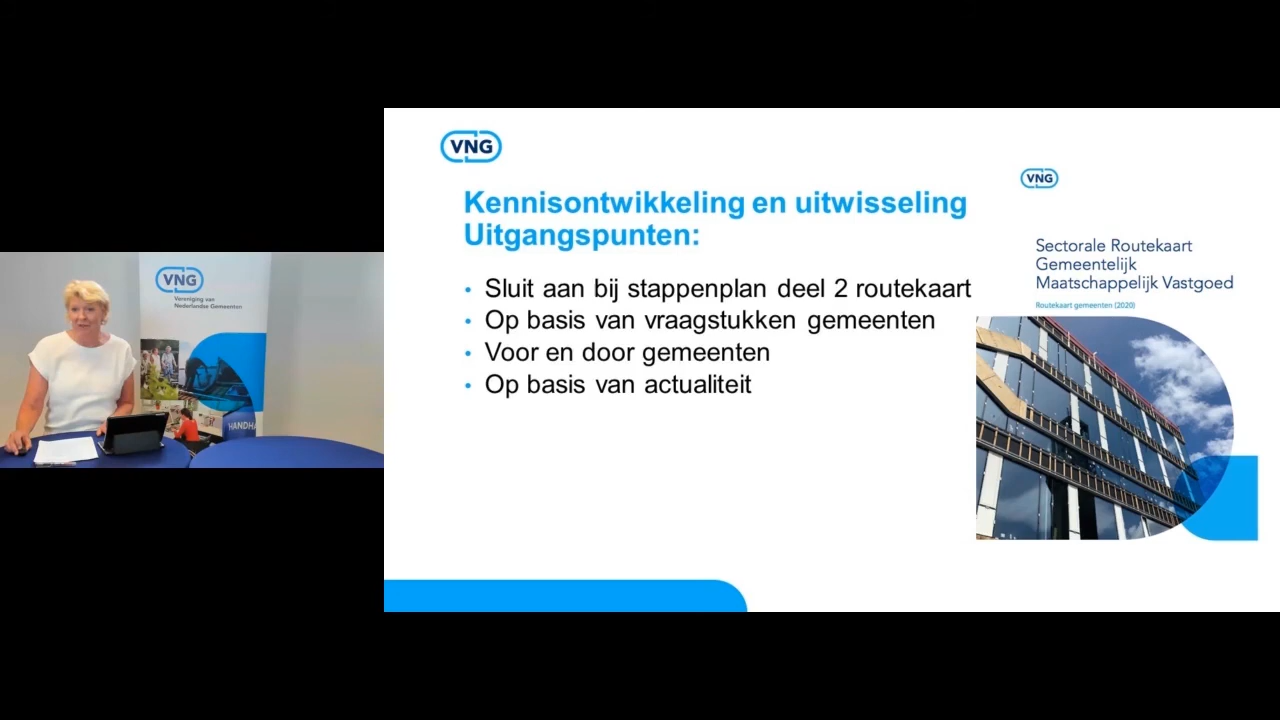 VNG
Vereniging van
Nederlandse Gemeenten
HANDHA
VNG
Kennisontwikkeling en uitwisseling
Uitgangspunten:
• Sluit aan bij stappenplan deel 2 routekaart
• Op basis van vraagstukken gemeenten
• Voor en door gemeenten
• Op basis van actualiteit
VNG
Sectorale Routekaart
Gemeentelijk
Maatschappelijk Vastgoed
Routekaart gemeenten (2020)